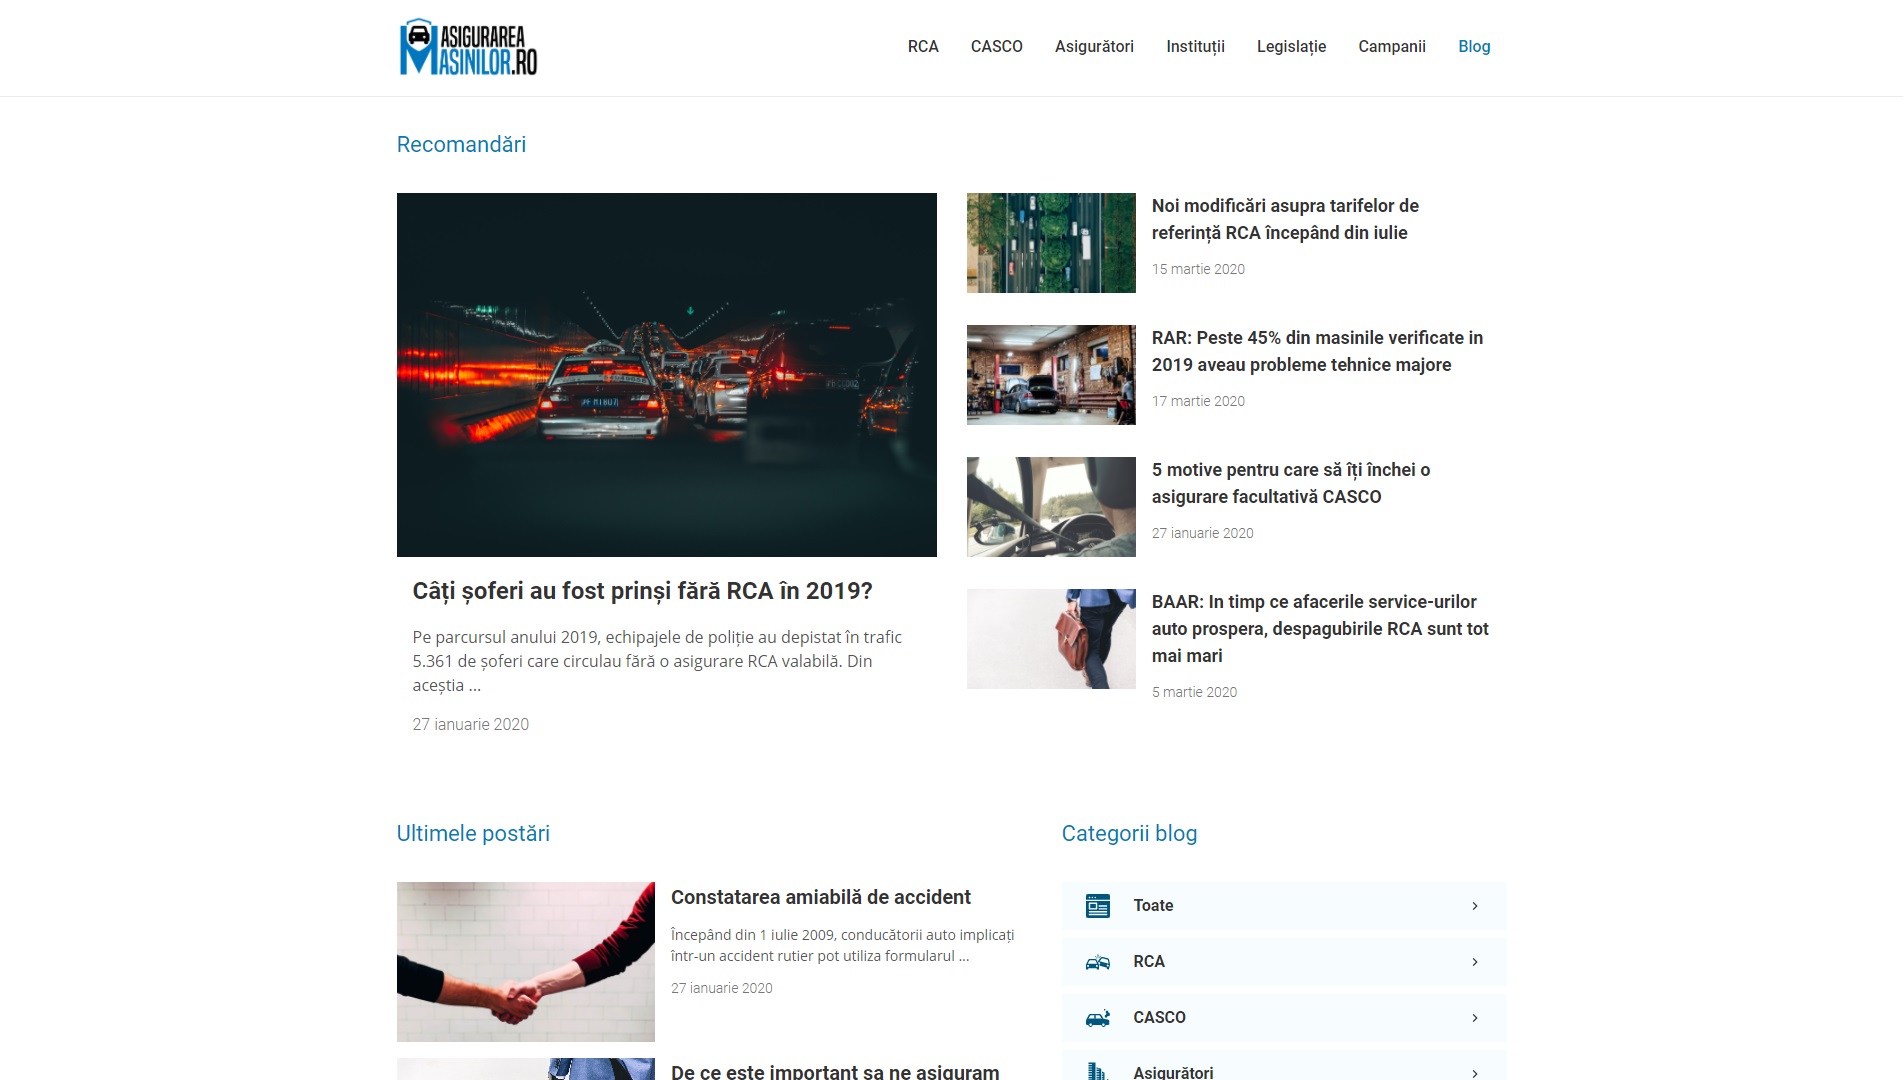 ASIGURAREA
MASINILOR.RO
RCA CASCO Asigurători Instituții Legislație Campanii Blog
Recomandări
Câți șoferi au fost prinși fără RCA în 2019?
Pe parcursul anului 2019, echipajele de poliție au depistat în trafic
5.361 de șoferi care circulau fără o asigurare RCA valabilă. Din
aceștia ...
27 ianuarie 2020
Noi modificări asupra tarifelor de
referință RCA începând din iulie
15 martie 2020
RAR: Peste 45% din masinile verificate in
2019 aveau probleme tehnice majore
17 martie 2020
5 motive pentru care să îți închei o
asigurare facultativă CASCO
27 ianuarie 2020
BAAR: In timp ce afacerile service-urilor
auto prospera, despagubirile RCA sunt tot
mai mari
5 martie 2020
Ultimele postări
Constatarea amiabilă de accident
Începând din 1 iulie 2009, conducătorii auto implicați
într-un accident rutier pot utiliza formularul ...
27 ianuarie 2020
De ce este important sa ne asiguram
Categorii blog
Toate
RCA
CASCO
Asigurători